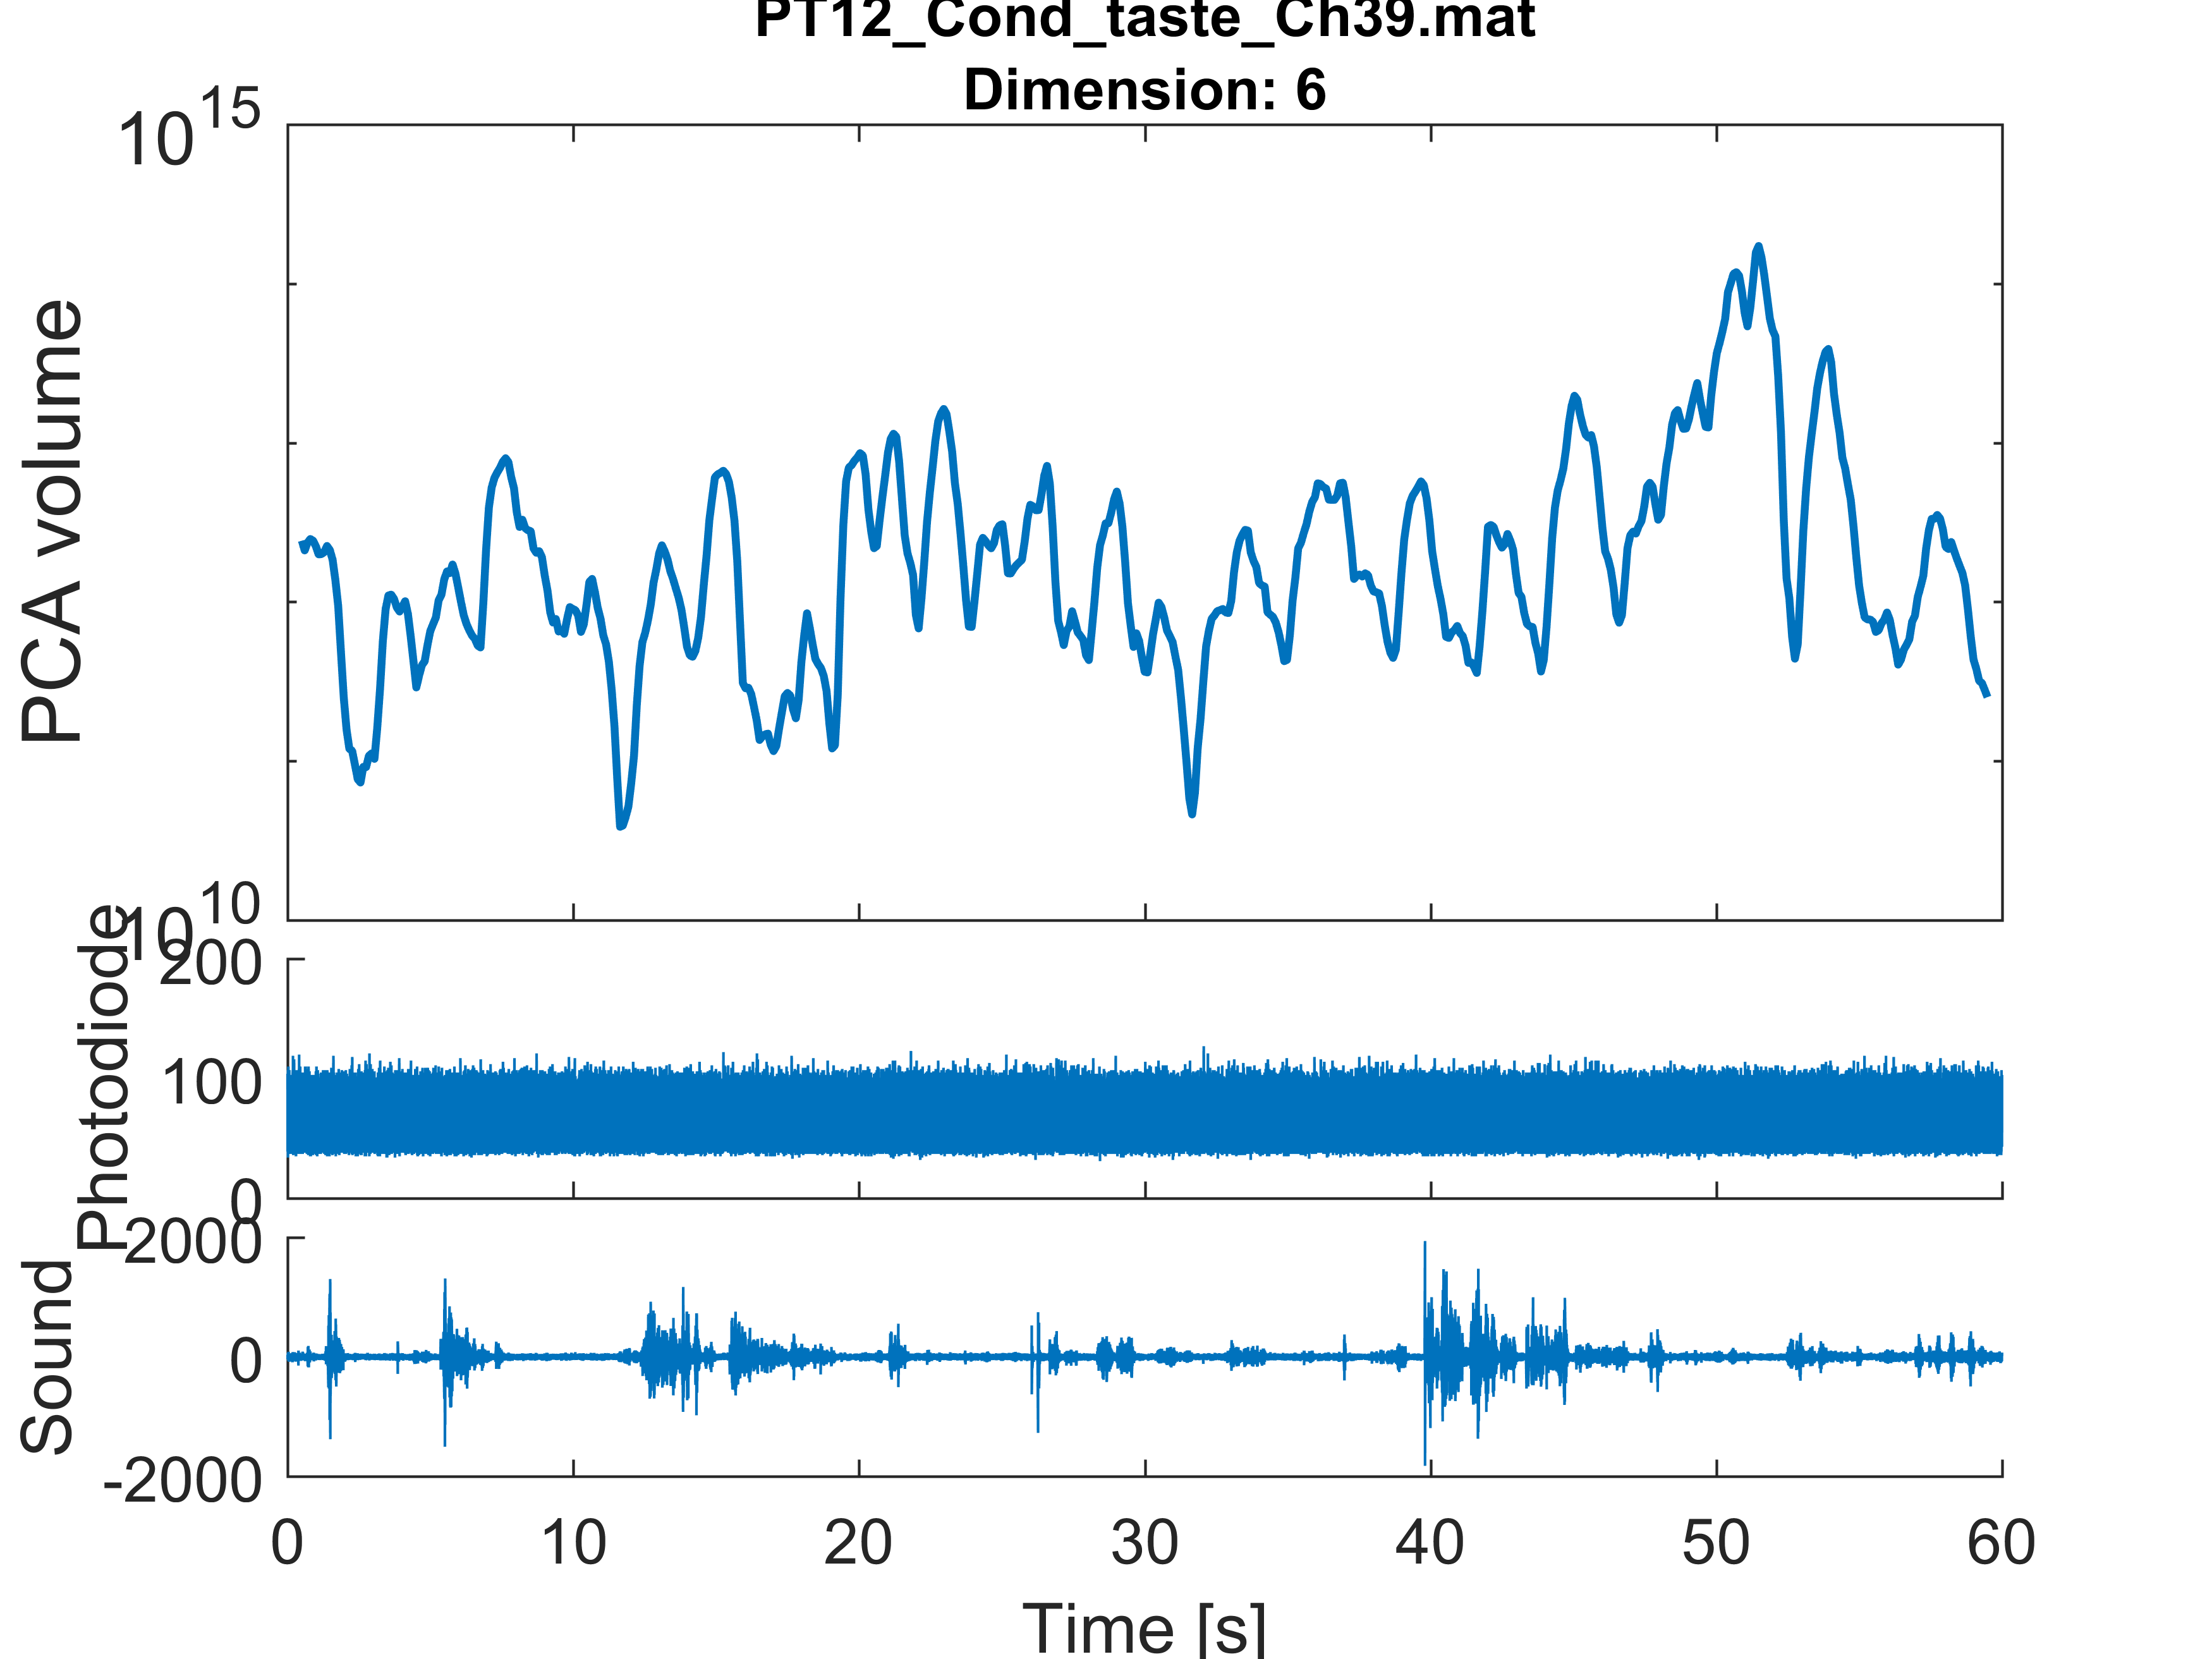 PT12_Cond_taste_Ch39.mat
Dimension: 6
10^15
PCA volume
10^10
200
Photodiode
100
0
2000
Sound
0
-2000
0 10 20 30 40 50 60
Time [s]